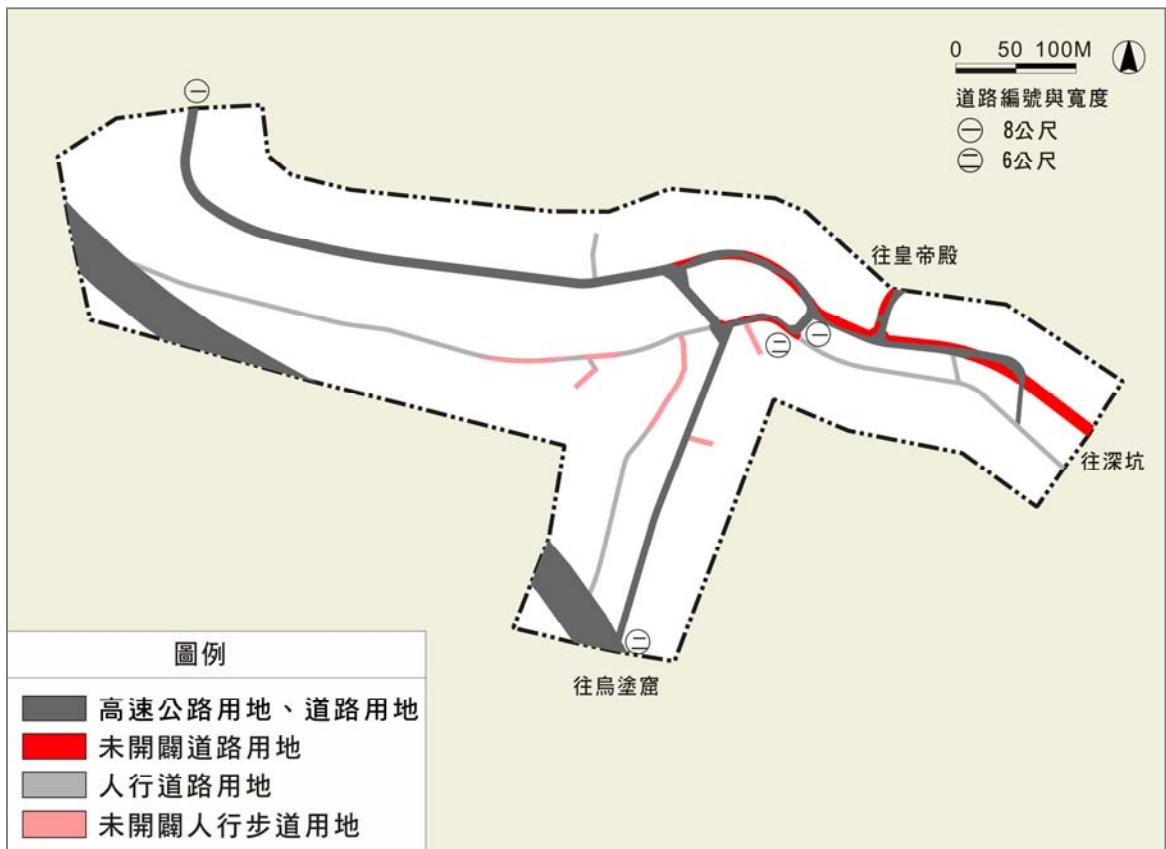 0 50 100M
道路編號與寬度
㊀ 8公尺
㊁ 6公尺
㊀
往皇帝殿
㊀
㊁
往深坑
㊁
往烏塗窟
圖例
高速公路用地、道路用地
未開闢道路用地
人行道路用地
未開闢人行步道用地